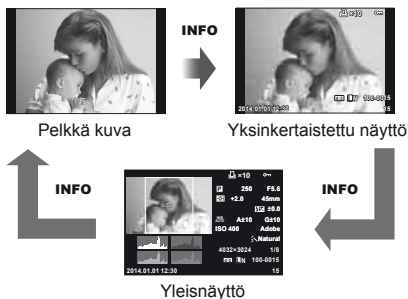 INFO
×10
100-0015
2014.01.01 12:30 15
Pelkkä kuva
Yksinkertaistettu näyttö
INFO
INFO
×10
P 250 F5.6
+2.0 45mm
±0.0
A±10 G±10
ISO 400 Adobe
Natural
4032×3024 1/8
100-0015
2014.01.01 12:30 15
Yleisnäyttö